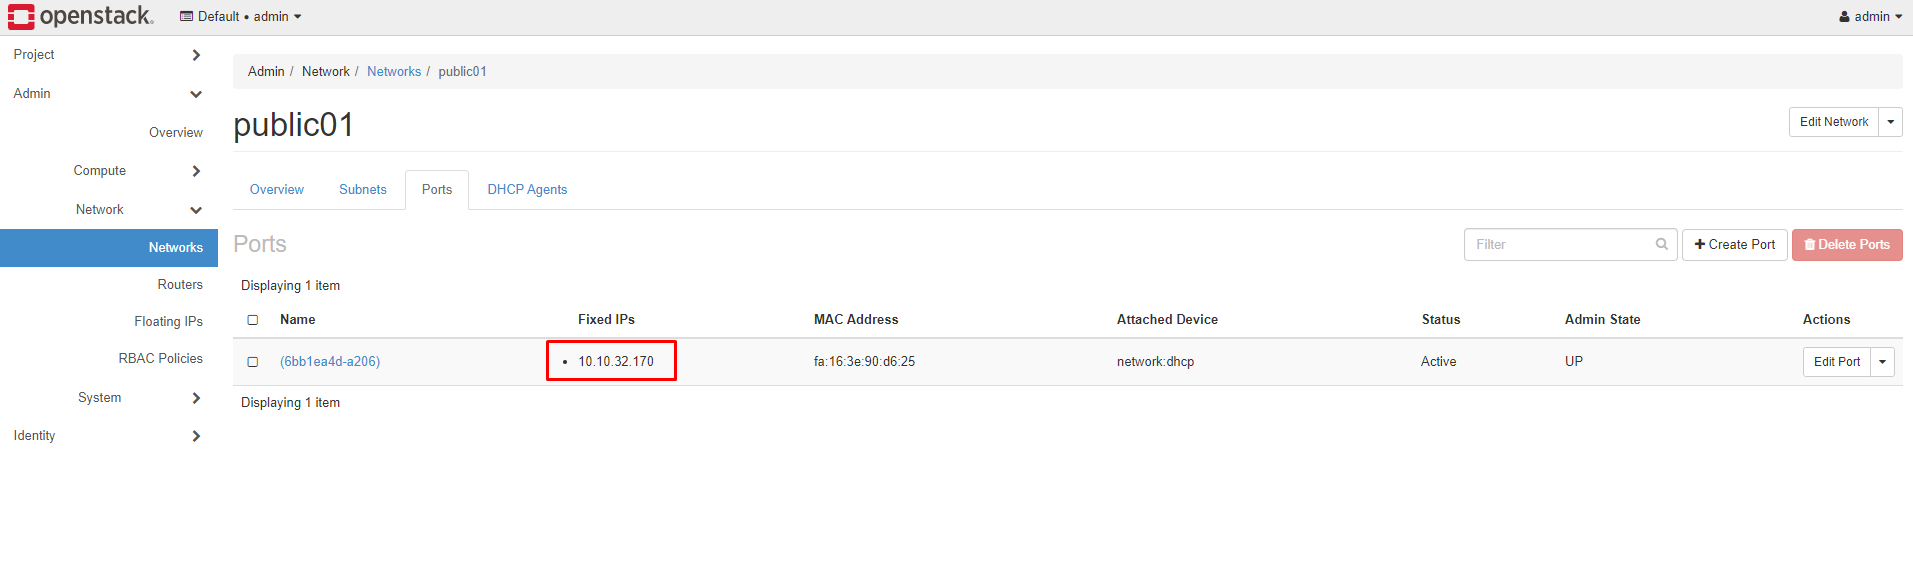 openstack. Default • admin admin
Project
Admin
Overview
Compute
Network
Networks
Routers
Floating IPs
RBAC Policies
System
Identity
Admin / Network / Networks / public01
public01
Edit Network
Overview Subnets Ports DHCP Agents
Ports
Filter Create Port Delete Ports
Displaying 1 item
Name Fixed IPs MAC Address Attached Device Status Admin State Actions
(6bb1ea4d-a206) • 10.10.32.170 fa:16:3e:90:d6:25 network:dhcp Active UP Edit Port
Displaying 1 item